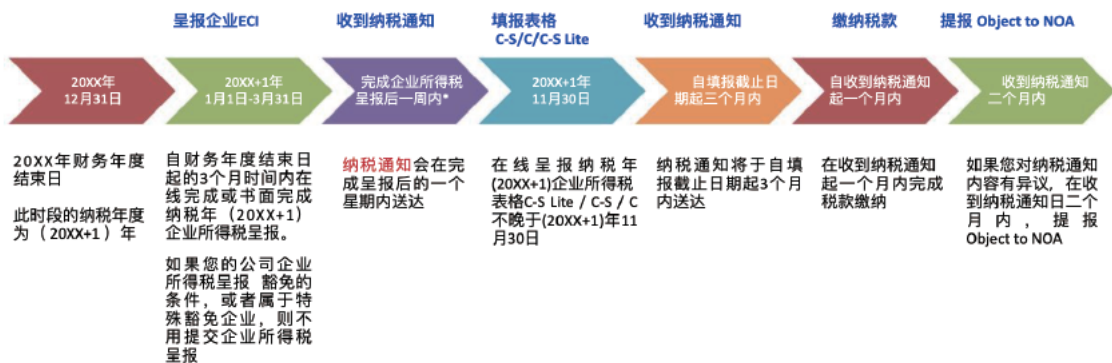 呈报企业ECI
收到纳税通知
填报表格
C-S/C/C-S Lite
收到纳税通知
缴纳税款
提报 Object to NOA
20XX年
12月31日
20XX+1年
1月1日-3月31日
完成企业所得税
呈报后一周内*
20XX+1年
11月30日
自填报截止日
期起三个月内
自收到纳税通知
起一个月内
收到纳税通知
二个月内
20XX年财务年度
结束日
此时段的纳税年度
为（20XX+1）年
自财务年度结束日
起的3个月时间内在
线完成或书面完成
纳税年（20XX+1）
企业所得税呈报。
如果您的公司企业
所得税呈报 豁免的
条件，或者属于特
殊豁免企业，则不
用提交企业所得税
呈报
纳税通知会在完
成呈报后的一个
星期内送达
在线呈报纳税年
(20XX+1)企业所得税
表格C-S Lite / C-S / C
不晚于(20XX+1)年11
月30日
纳税通知将于自填
报截止日期起3个月
内送达
在收到纳税通知
起一个月内完成
税款缴纳
如果您对纳税通知
内容有异议，在收
到纳税通知日二个
月内，提报
Object to NOA